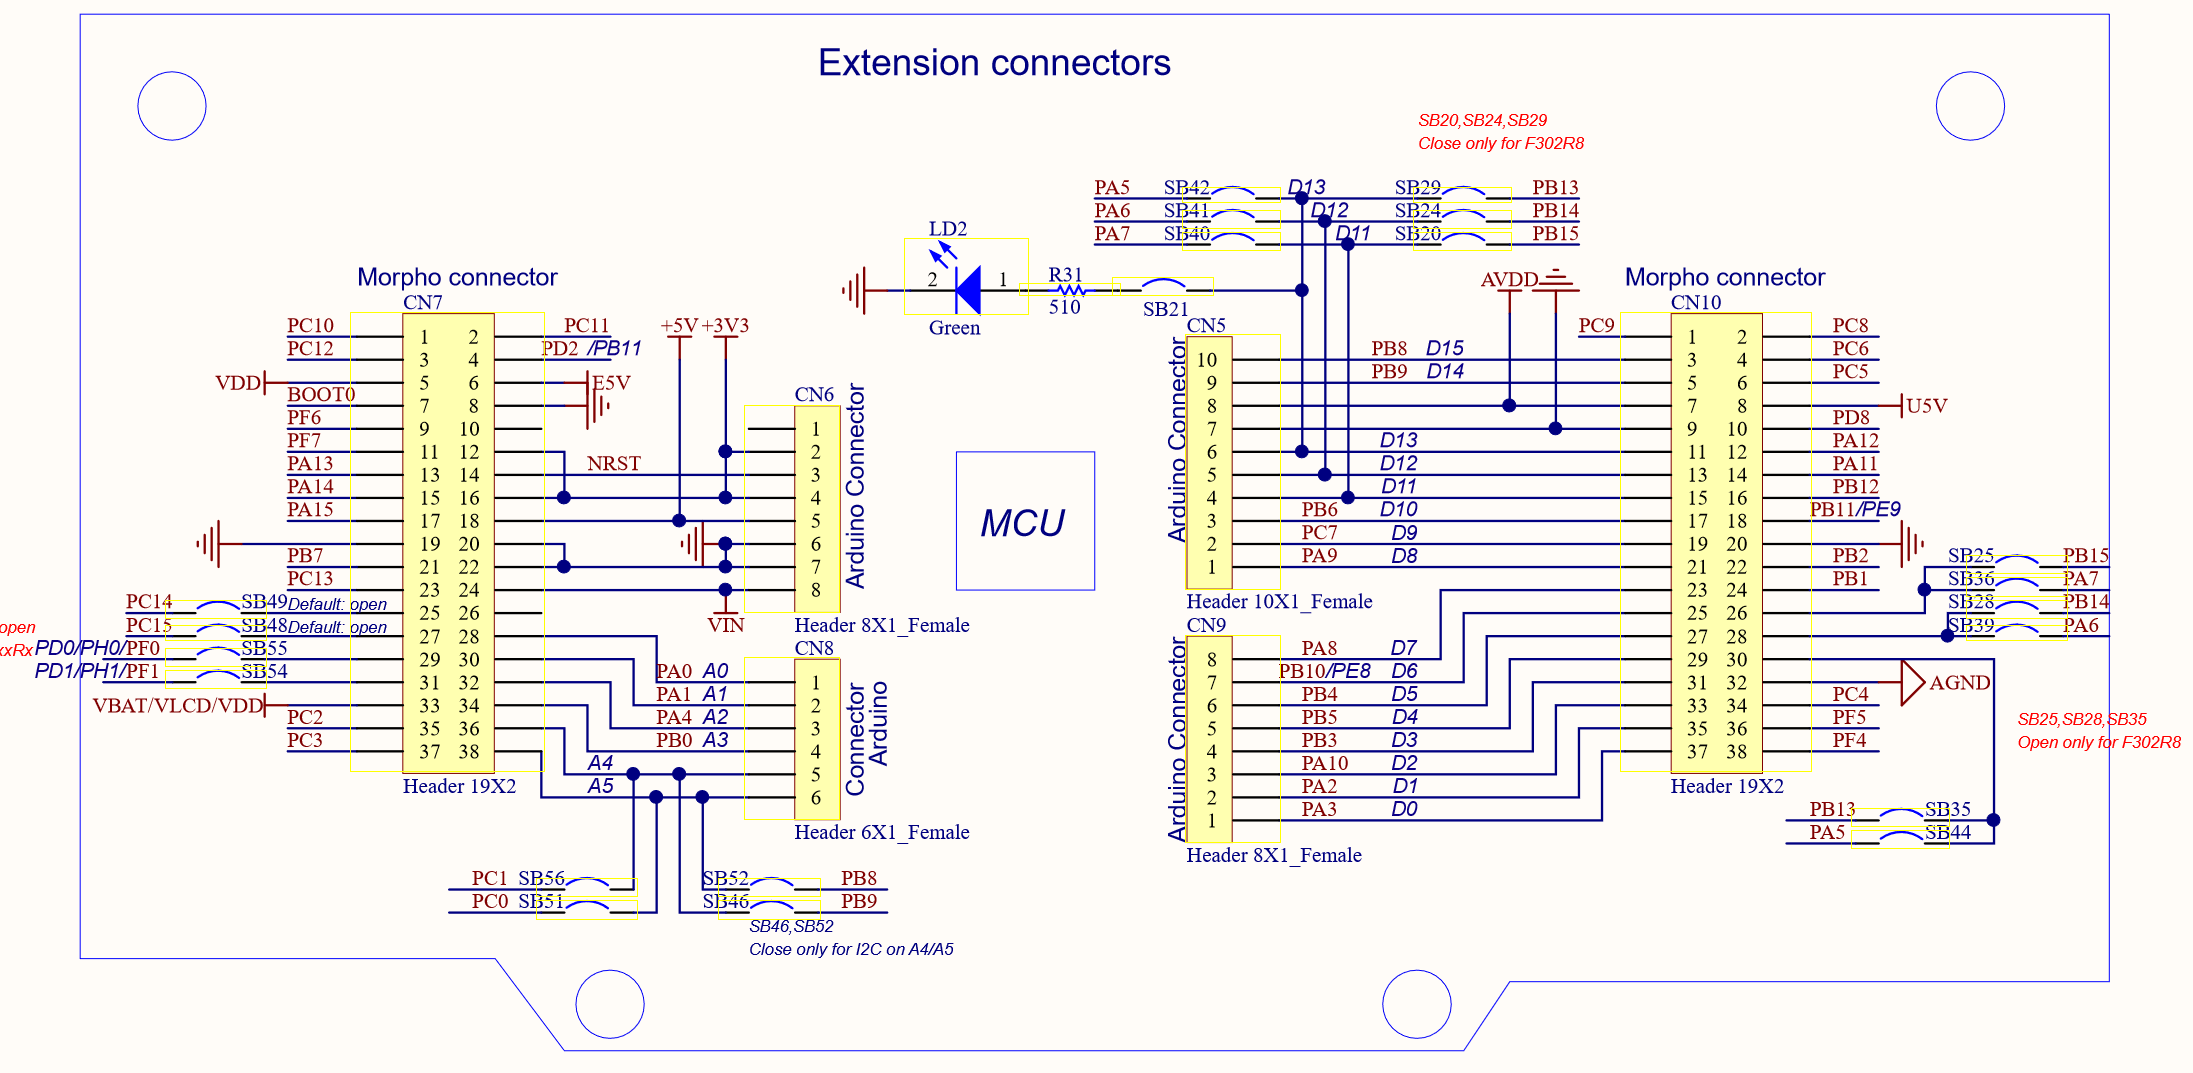 Extension connectors
SB20,SB24,SB29
Close only for F302R8
PA5 SB42 D13 SB29 PB13
PA6 SB41 D12 SB24 PB14
PA7 SB40 D11 SB20 PB15
LD2
2 1
Green
R31
510
SB21
AVDD
Morpho connector
CN7
PC10 1 2 PC11
PC12 3 4 PD2 /PB11
VDD 5 6 E5V
BOOT0 7 8
PF6 9 10
PF7 11 12
PA13 13 14 NRST
PA14 15 16
PA15 17 18
19 20
PB7 21 22
PC13 23 24
PC14 SB49 Default: open 25 26
PC15 SB48 Default: open 27 28
open
xxRx PD0/PH0/PF0 SB55 29 30
PD1/PH1/PF1 SB54 31 32
VBAT/VLCD/VDD 33 34
PC2 35 36
PC3 37 38
Header 19X2
+5V +3V3
CN6
1
2
3
4
5
6
7
8
Arduino Connector
VIN
Header 8X1_Female
CN8
PA0 A0 1
PA1 A1 2
PA4 A2 3
PB0 A3 4
A4 5
A5 6
Connector
Arduino
Header 6X1_Female
PC1 SB56 SB52 PB8
PC0 SB51 SB46 PB9
SB46,SB52
Close only for I2C on A4/A5
MCU
CN5
Arduino Connector
10 PB8 D15
9 PB9 D14
8
7
6 D13
5 D12
4 D11
3 PB6 D10
2 PC7 D9
1 PA9 D8
Header 10X1_Female
CN9
Arduino Connector
8 PA8 D7
7 PB10/PE8 D6
6 PB4 D5
5 PB5 D4
4 PB3 D3
3 PA10 D2
2 PA2 D1
1 PA3 D0
Header 8X1_Female
Morpho connector
CN10
PC9 1 2 PC8
3 4 PC6
5 6 PC5
7 8 U5V
9 10 PD8
11 12 PA12
13 14 PA11
15 16 PB12
17 18 PB11/PE9
19 20
21 22 PB2
23 24 PB1
25 26
27 28
29 30
31 32 AGND
33 34 PC4
35 36 PF5
37 38 PF4
Header 19X2
SB25 PB15
SB36 PA7
SB28 PB14
SB39 PA6
SB25,SB28,SB35
Open only for F302R8
PB13 SB35
PA5 SB44